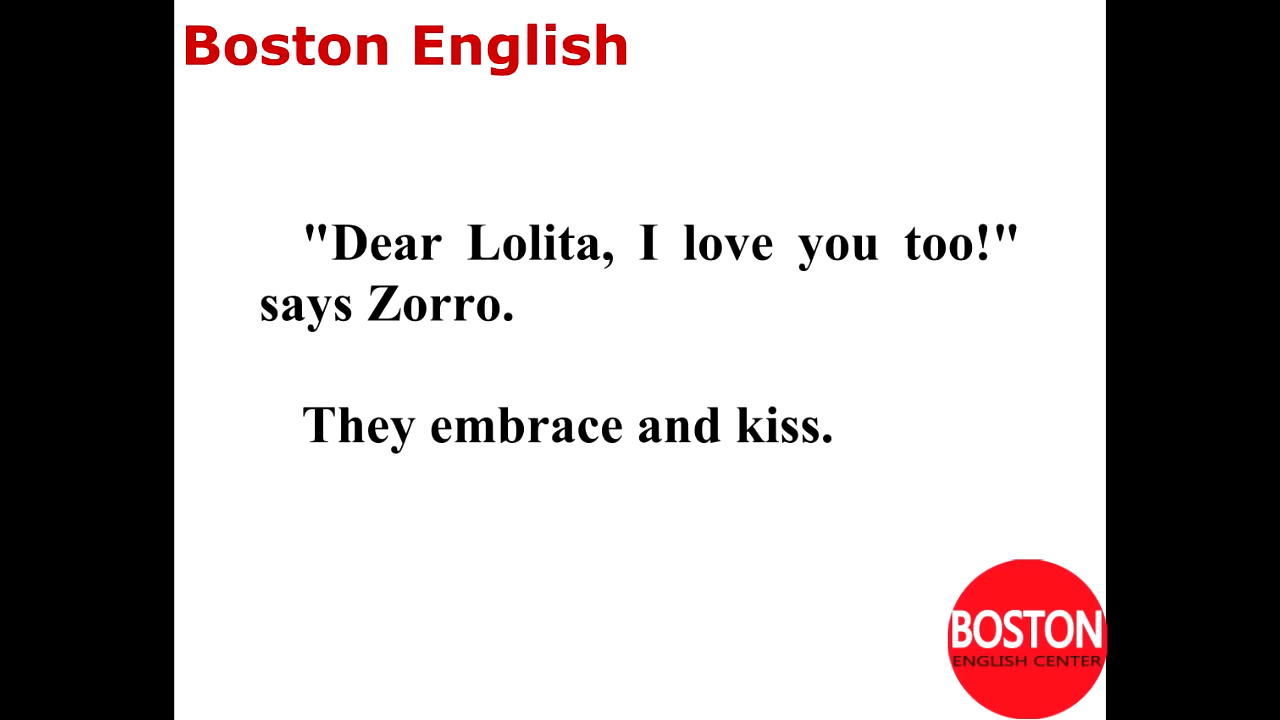 Boston English
"Dear Lolita, I love you too!"
says Zorro.
They embrace and kiss.
BOSTON
ENGLISH CENTER